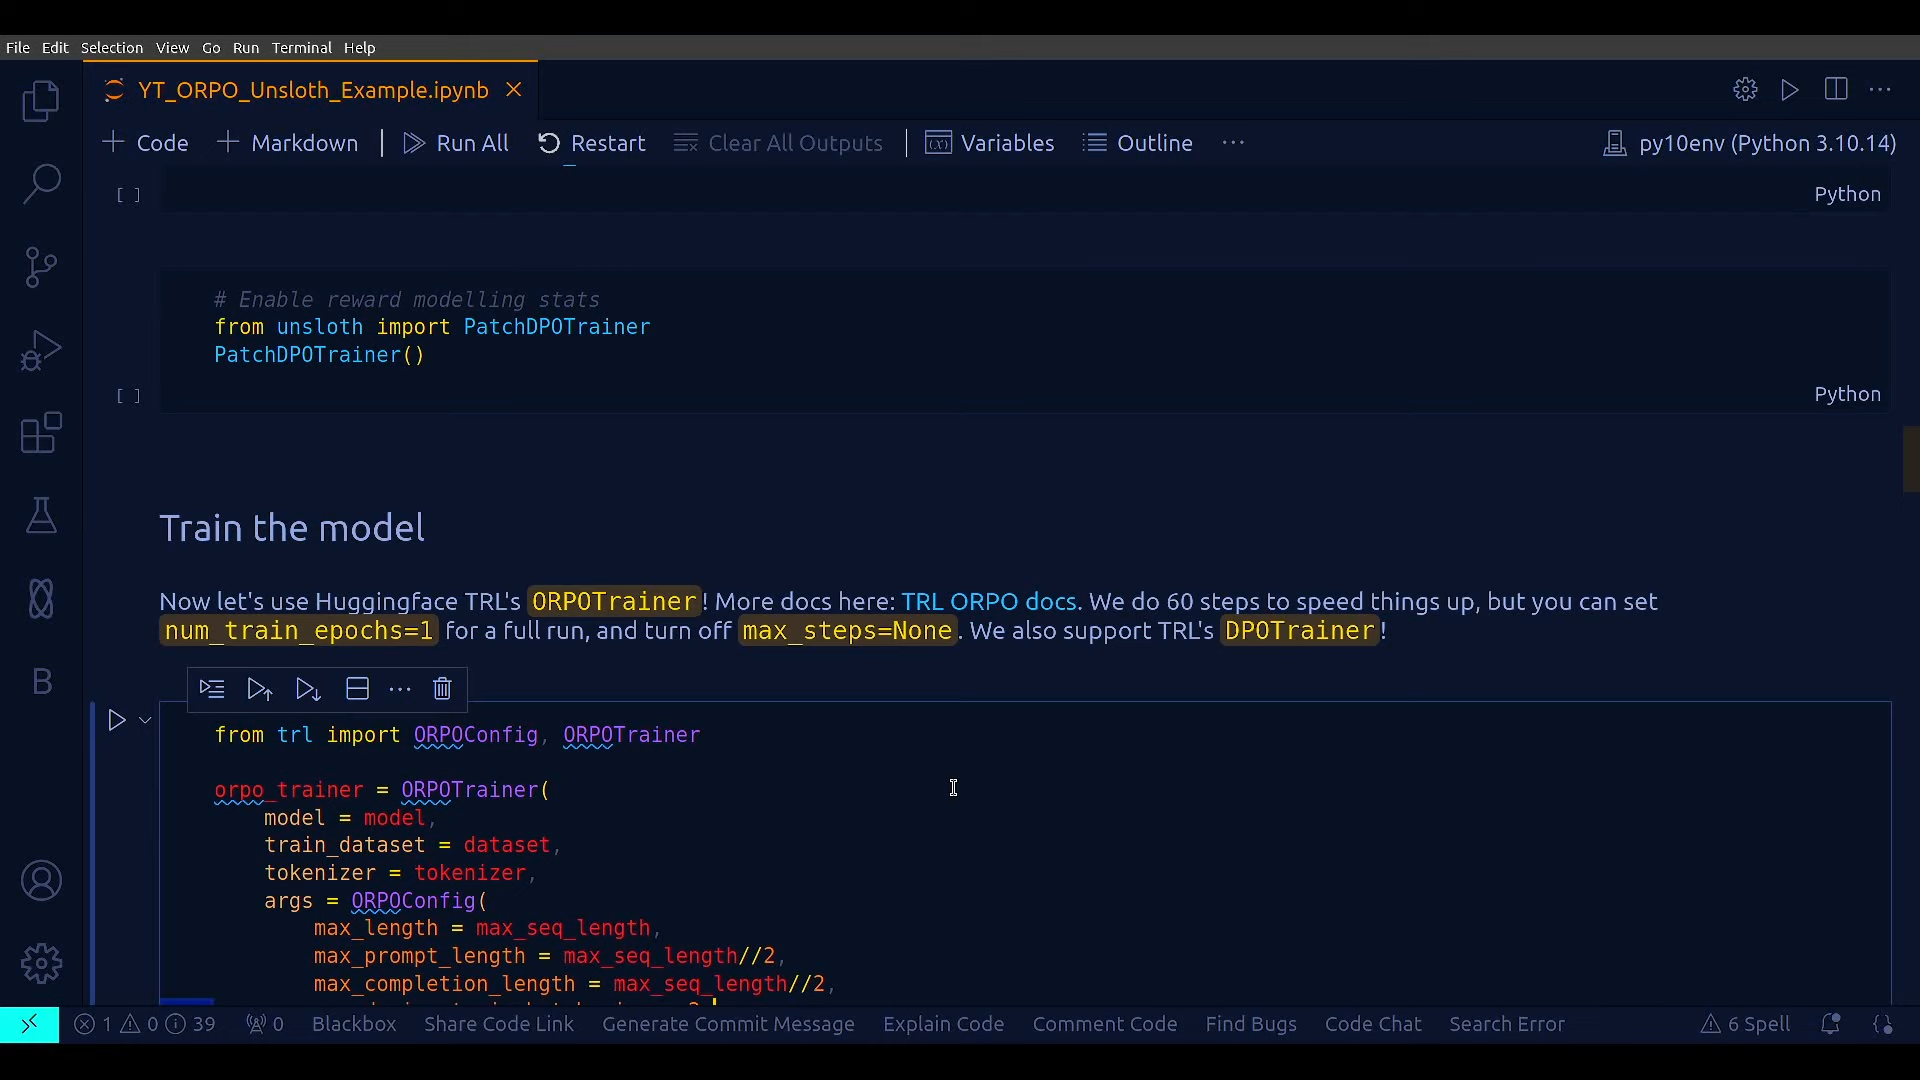 File Edit Selection View Go Run Terminal Help
YT_ORPO_Unsloth_Example.ipynb
Code Markdown Run All Restart Clear All Outputs Variables Outline ··· py10env (Python 3.10.14)
[ ] Python
# Enable reward modelling stats
from unsloth import PatchDPOTrainer
PatchDPOTrainer()
[ ] Python
Train the model
Now let's use Huggingface TRL's ORPOTrainer! More docs here: TRL ORPO docs. We do 60 steps to speed things up, but you can set
num_train_epochs=1 for a full run, and turn off max_steps=None. We also support TRL's DPOTrainer!
from trl import ORPOConfig, ORPOTrainer
orpo_trainer = ORPOTrainer(
model = model,
train_dataset = dataset,
tokenizer = tokenizer,
args = ORPOConfig(
max_length = max_seq_length,
max_prompt_length = max_seq_length//2,
max_completion_length = max_seq_length//2,
B
1 0 39 0 Blackbox Share Code Link Generate Commit Message Explain Code Comment Code Find Bugs Code Chat Search Error 6 Spell